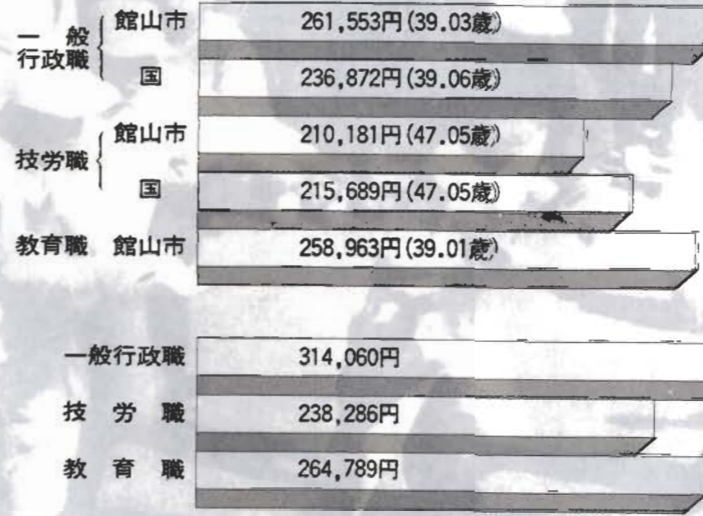 一般行政職 館山市 261,553円(39.03歳)
国 236,872円(39.06歳)
技労職 館山市 210,181円(47.05歳)
国 215,689円(47.05歳)
教育職 館山市 258,963円(39.01歳)
一般行政職 314,060円
技労職 238,286円
教育職 264,789円